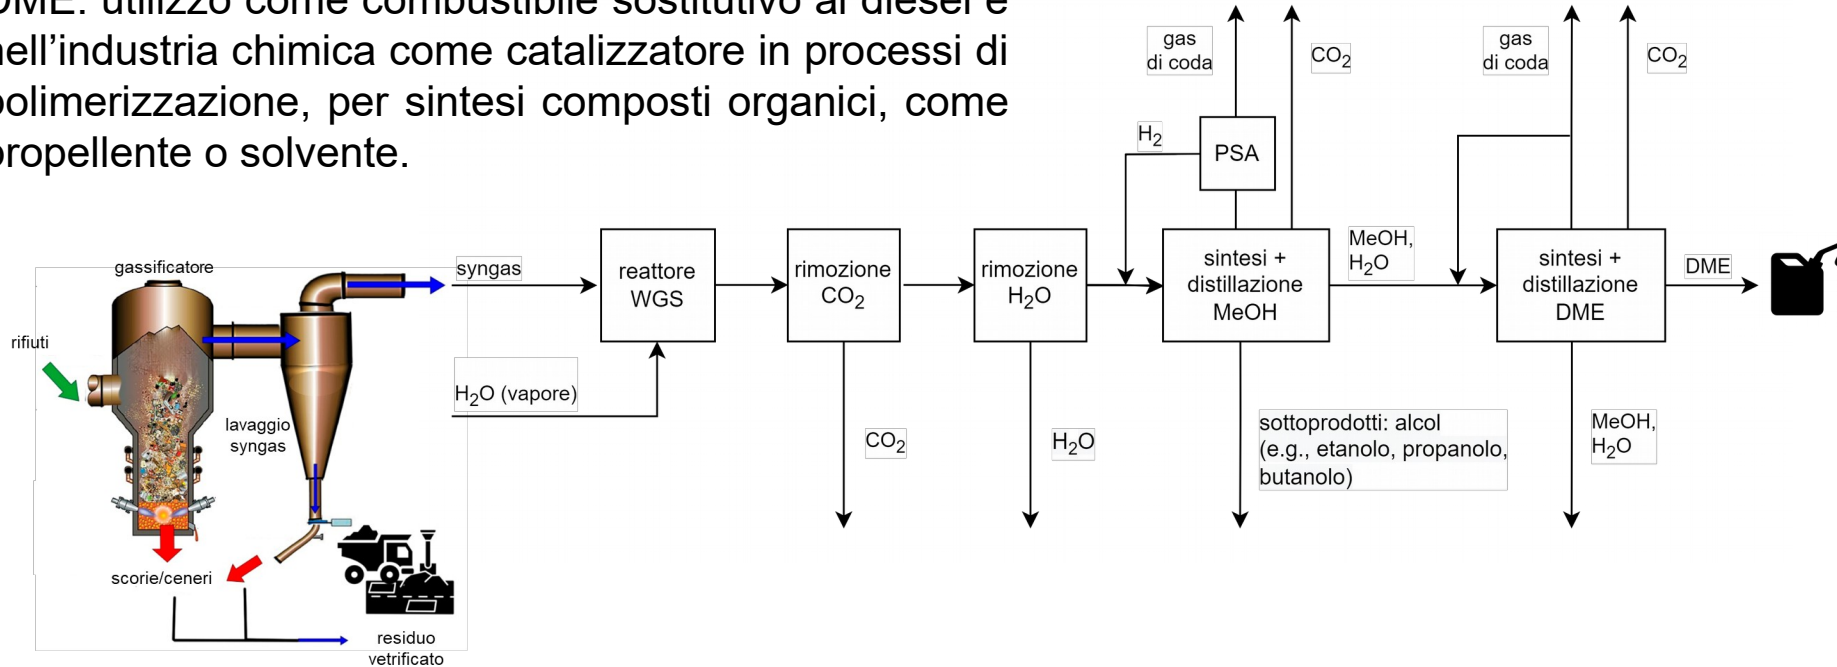 DME: utilizzo come combustibile sostitutivo al diesel e
nell'industria chimica come catalizzatore in processi di
polimerizzazione, per sintesi composti organici, come
propellente o solvente.
gas
di coda
CO2
gas
di coda
CO2
H2
PSA
gassificatore
syngas
reattore
WGS
rimozione
CO2
rimozione
H2O
sintesi +
distillazione
MeOH
MeOH,
H2O
sintesi +
distillazione
DME
DME
rifiuti
H2O (vapore)
lavaggio
syngas
CO2
H2O
sottoprodotti: alcol
(e.g., etanolo, propanolo,
butanolo)
MeOH,
H2O
scorie/ceneri
residuo
vetrificato